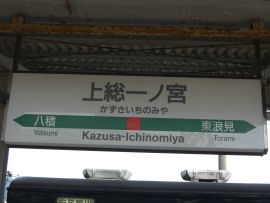 上総一ノ宮
かずさいちのみや
八積
Yatsumi
Kazusa-Ichinomiya
東浪見
Torami